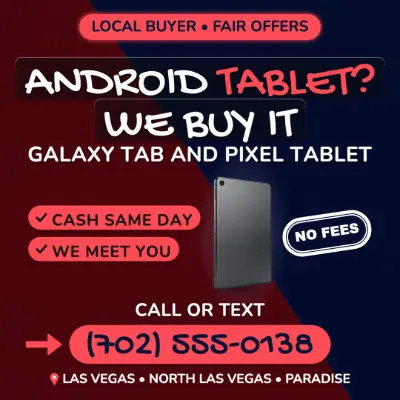 LOCAL BUYER • FAIR OFFERS
ANDROID TABLET?
WE BUY IT
GALAXY TAB AND PIXEL TABLET
✓ CASH SAME DAY
✓ WE MEET YOU
NO FEES
CALL OR TEXT
(702) 555-0138
LAS VEGAS • NORTH LAS VEGAS • PARADISE